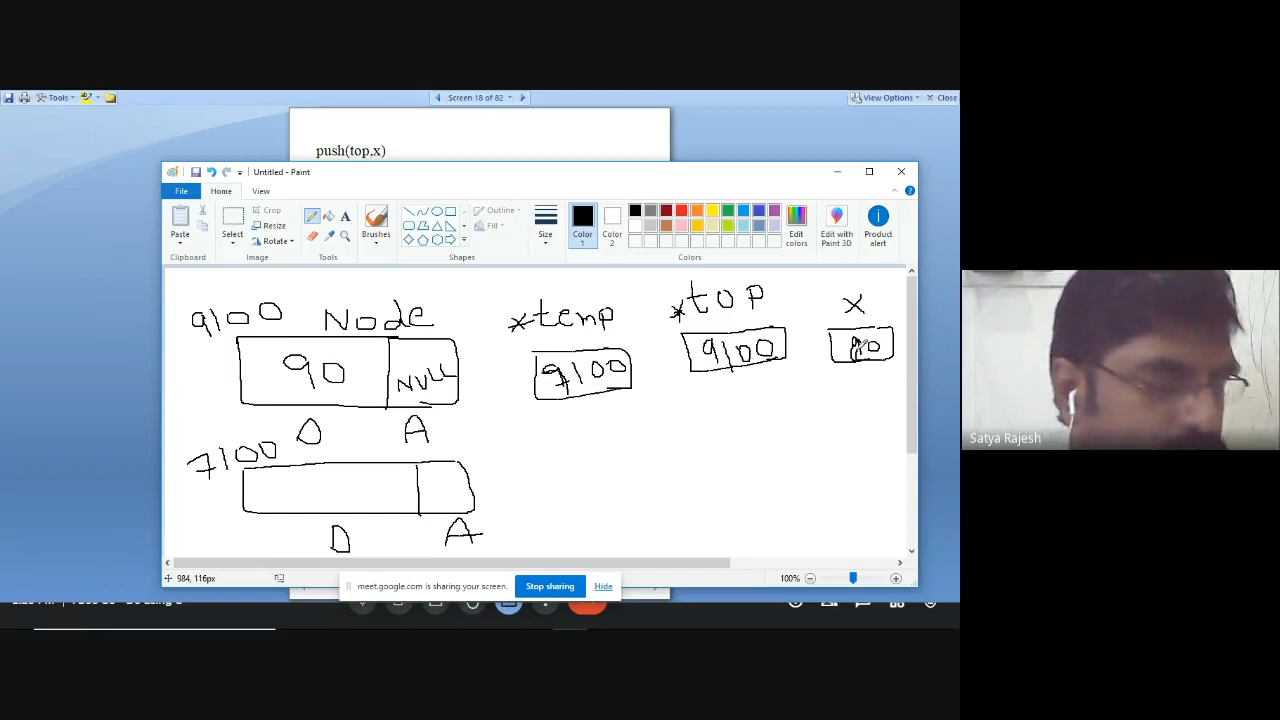 Tools
Screen 18 of 82
View Options
Close
push(top,x)
Untitled - Paint
File
Home
View
Paste
Crop
Select
Resize
Rotate
Brushes
Outline
Fill
Size
Color 1
Color 2
Edit colors
Edit with Paint 3D
Product alert
Clipboard
Image
Tools
Shapes
Colors
9100 Node *temp *top x
90 NULL 7100 9100
D A
7100
D A
Satya Rajesh
984, 116px
100%
meet.google.com is sharing your screen.
Stop sharing
Hide